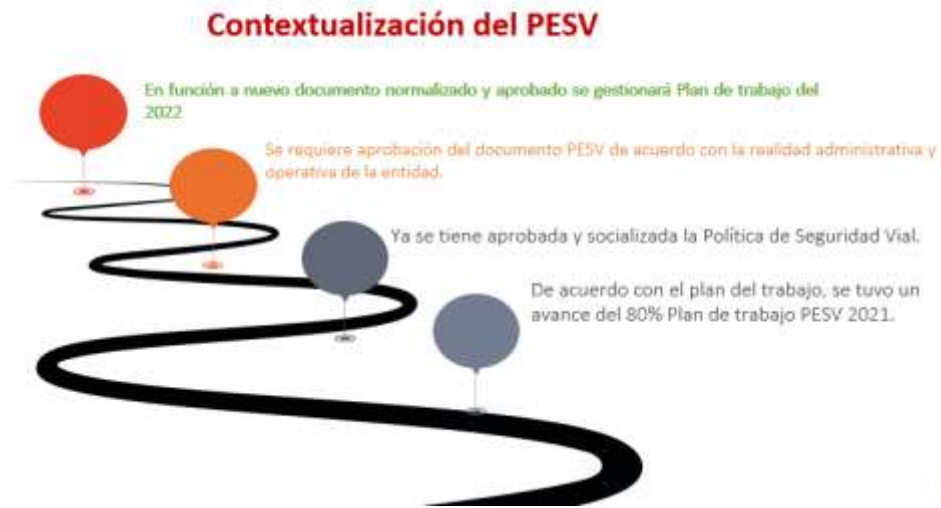 Contextualización del PESV
En función a nuevo documento normalizado y aprobado se gestionará Plan de trabajo del
2022
Se requiere aprobación del documento PESV de acuerdo con la realidad administrativa y
operativa de la entidad.
Ya se tiene aprobada y socializada la Política de Seguridad Vial.
De acuerdo con el plan del trabajo, se tuvo un
avance del 80% Plan de trabajo PESV 2021.